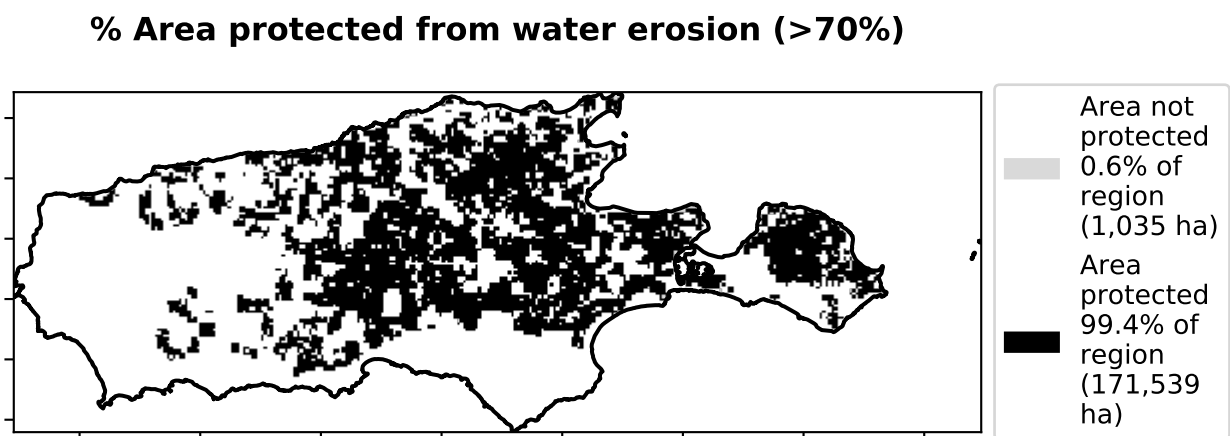 % Area protected from water erosion (>70%)
Area not
protected
0.6% of
region
(1,035 ha)
Area
protected
99.4% of
region
(171,539
ha)